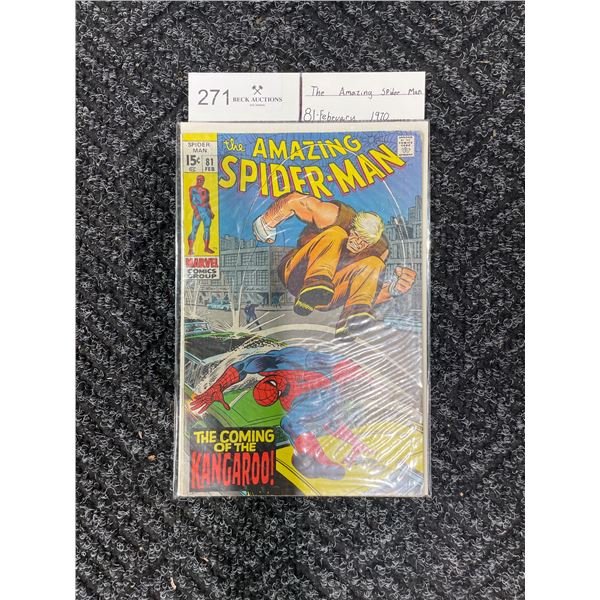 271
BECK AUCTIONS
The Amazing Spider Man
81-February 1970
SPIDER MAN
15¢
81
FEB
MARVEL
COMICS GROUP
the AMAZING
SPIDER-MAN
THE COMING
OF THE
KANGAROO!